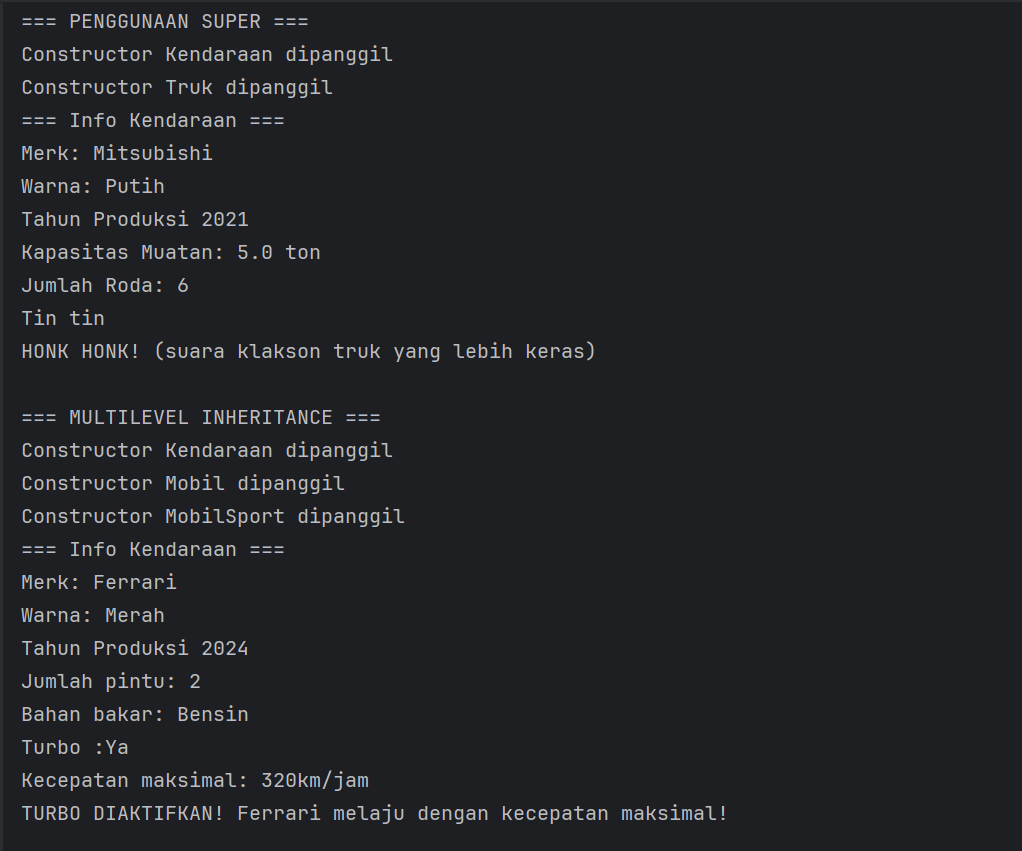 === PENGGUNAAN SUPER ===
Constructor Kendaraan dipanggil
Constructor Truk dipanggil
=== Info Kendaraan ===
Merk: Mitsubishi
Warna: Putih
Tahun Produksi 2021
Kapasitas Muatan: 5.0 ton
Jumlah Roda: 6
Tin tin
HONK HONK! (suara klakson truk yang lebih keras)

=== MULTILEVEL INHERITANCE ===
Constructor Kendaraan dipanggil
Constructor Mobil dipanggil
Constructor MobilSport dipanggil
=== Info Kendaraan ===
Merk: Ferrari
Warna: Merah
Tahun Produksi 2024
Jumlah pintu: 2
Bahan bakar: Bensin
Turbo :Ya
Kecepatan maksimal: 320km/jam
TURBO DIAKTIFKAN! Ferrari melaju dengan kecepatan maksimal!